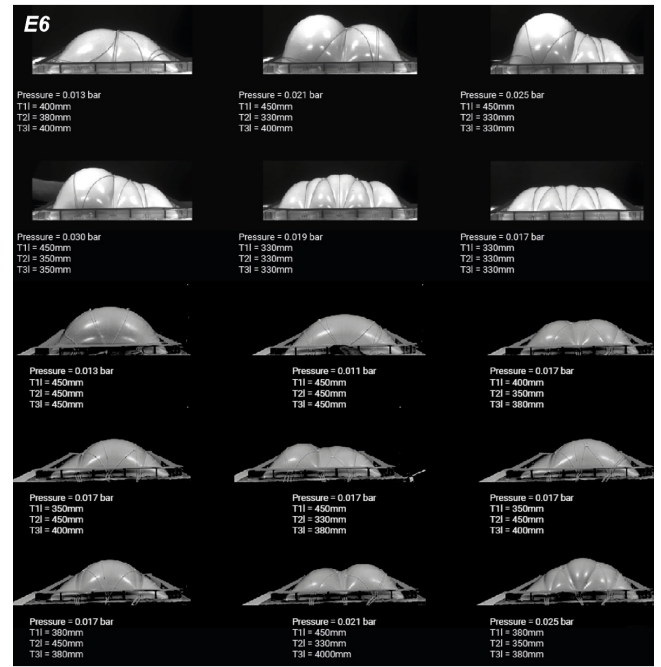 E6
Pressure = 0.013 bar
T1l = 400mm
T2l = 380mm
T3l = 400mm
Pressure = 0.021 bar
T1l = 450mm
T2l = 330mm
T3l = 400mm
Pressure = 0.025 bar
T1l = 450mm
T2l = 330mm
T3l = 330mm
Pressure = 0.030 bar
T1l = 450mm
T2l = 350mm
T3l = 350mm
Pressure = 0.019 bar
T1l = 330mm
T2l = 330mm
T3l = 330mm
Pressure = 0.017 bar
T1l = 330mm
T2l = 330mm
T3l = 330mm
Pressure = 0.013 bar
T1l = 450mm
T2l = 450mm
T3l = 450mm
Pressure = 0.011 bar
T1l = 450mm
T2l = 450mm
T3l = 450mm
Pressure = 0.017 bar
T1l = 400mm
T2l = 350mm
T3l = 380mm
Pressure = 0.017 bar
T1l = 350mm
T2l = 450mm
T3l = 400mm
Pressure = 0.017 bar
T1l = 450mm
T2l = 330mm
T3l = 380mm
Pressure = 0.017 bar
T1l = 350mm
T2l = 450mm
T3l = 400mm
Pressure = 0.017 bar
T1l = 380mm
T2l = 450mm
T3l = 380mm
Pressure = 0.021 bar
T1l = 450mm
T2l = 330mm
T3l = 4000mm
Pressure = 0.025 bar
T1l = 380mm
T2l = 350mm
T3l = 380mm